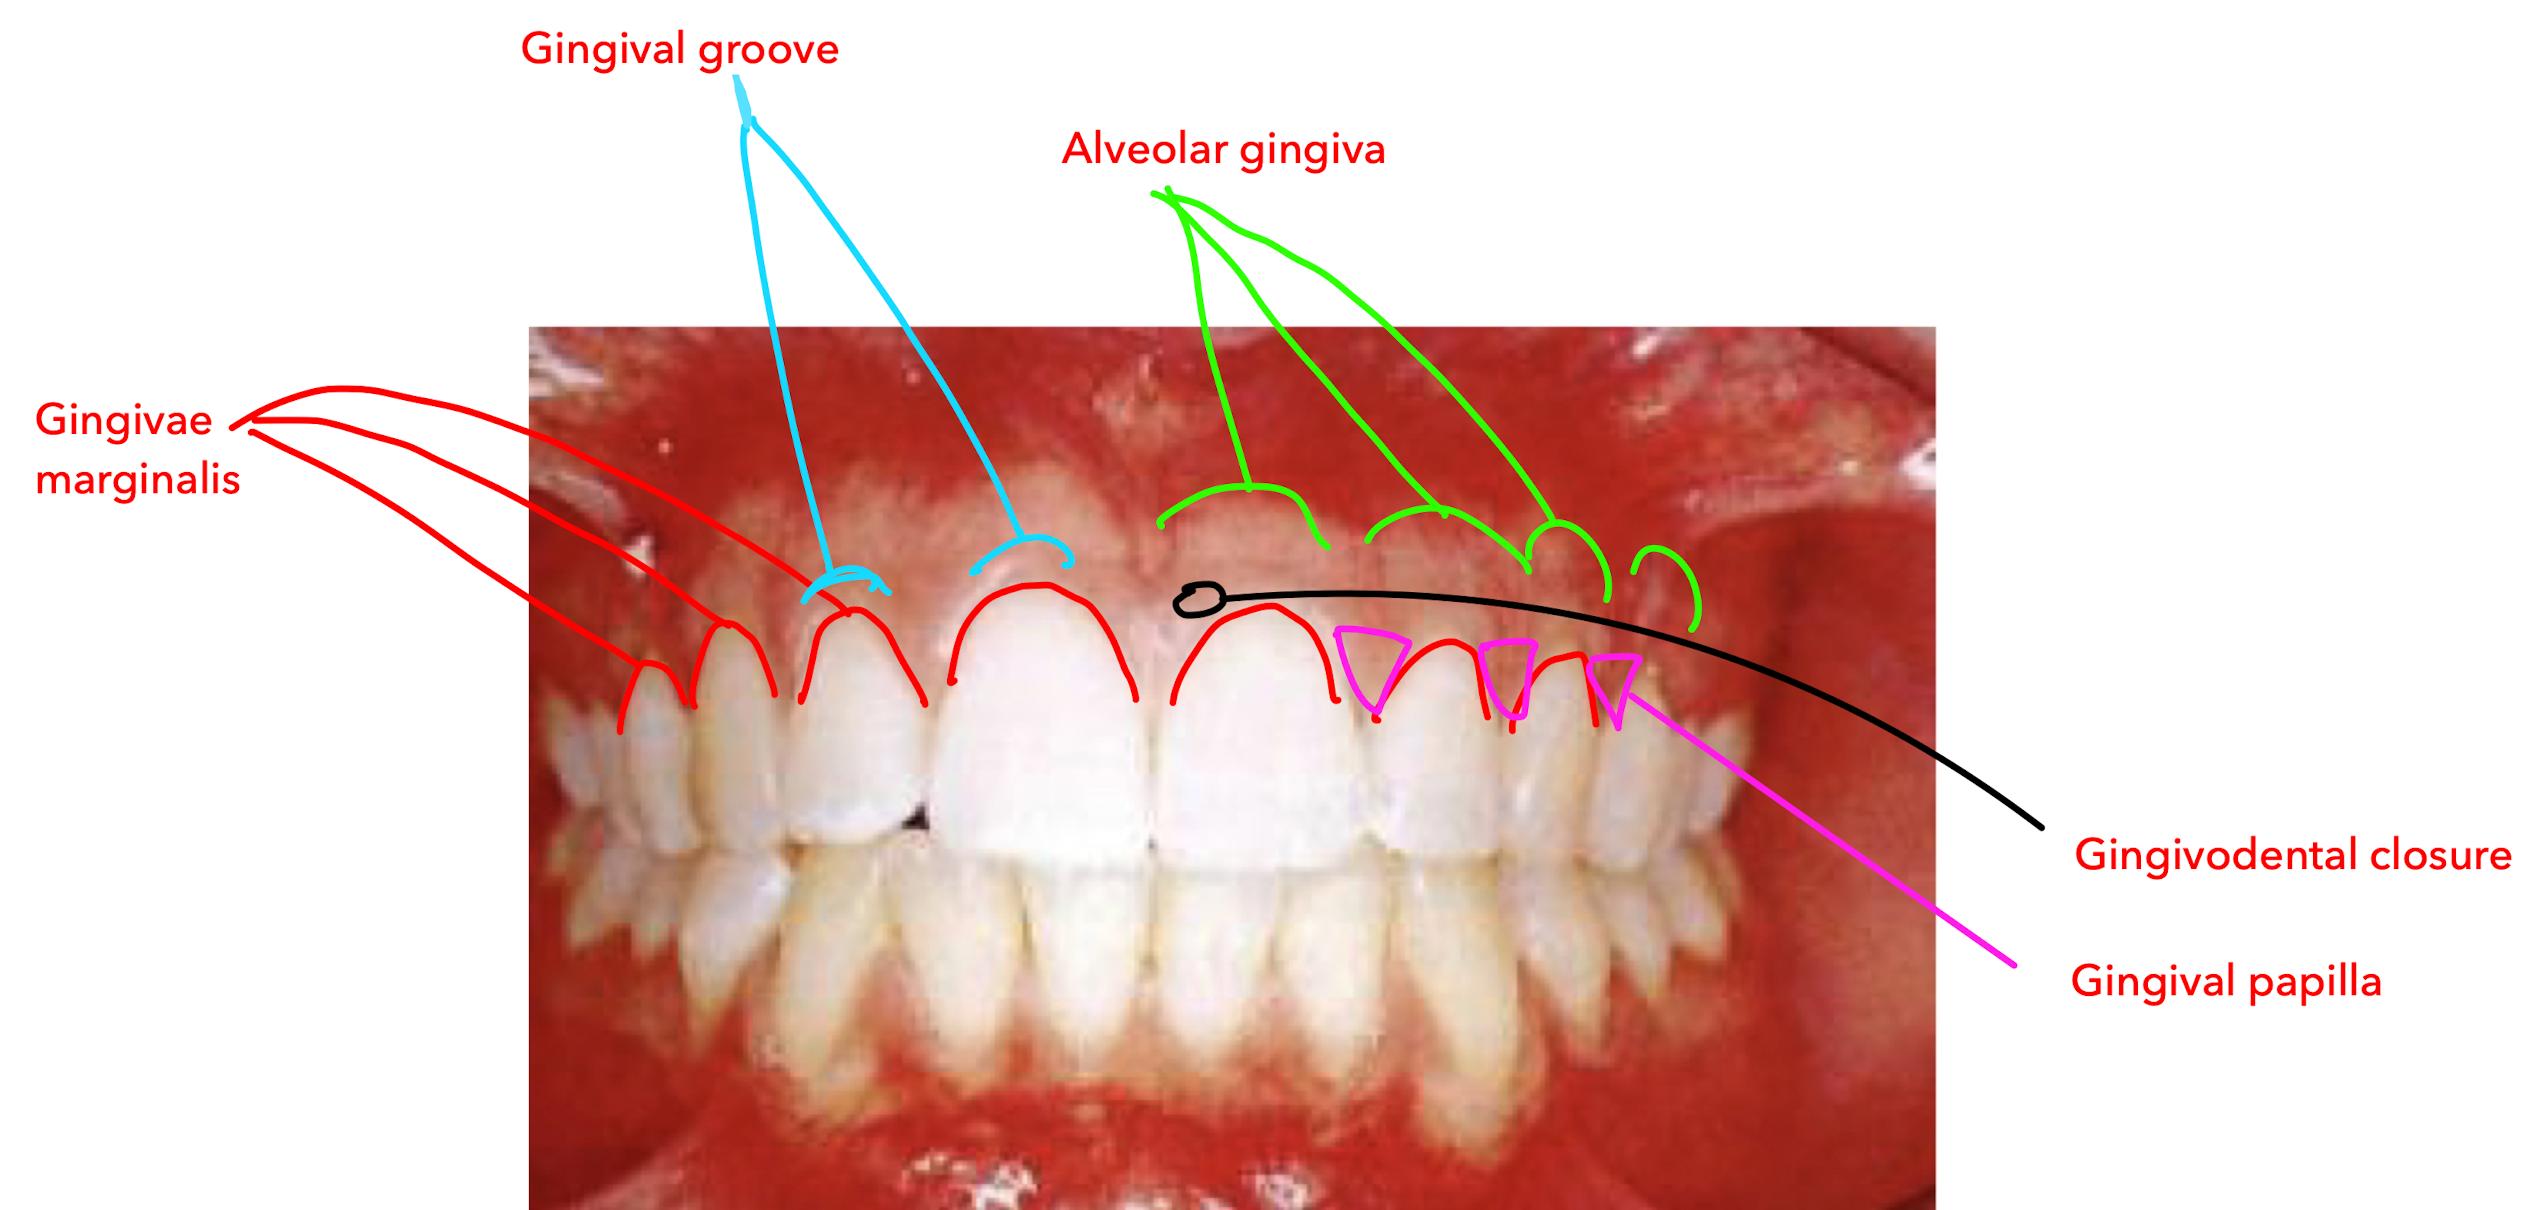 Gingival groove
Alveolar gingiva
Gingivae
marginalis
Gingivodental closure
Gingival papilla